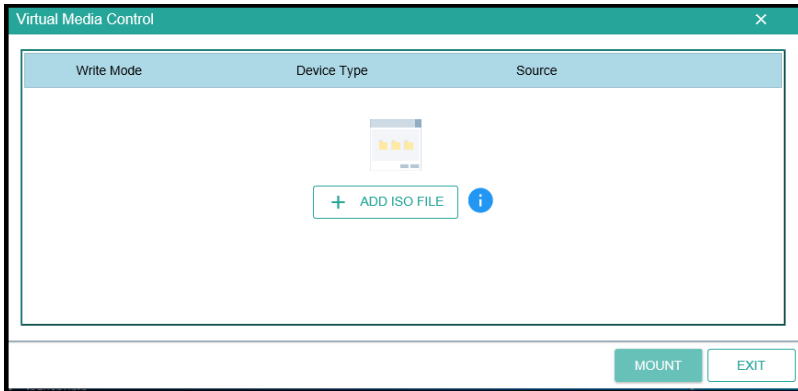 Virtual Media Control
Write Mode Device Type Source
+ ADD ISO FILE i
MOUNT EXIT